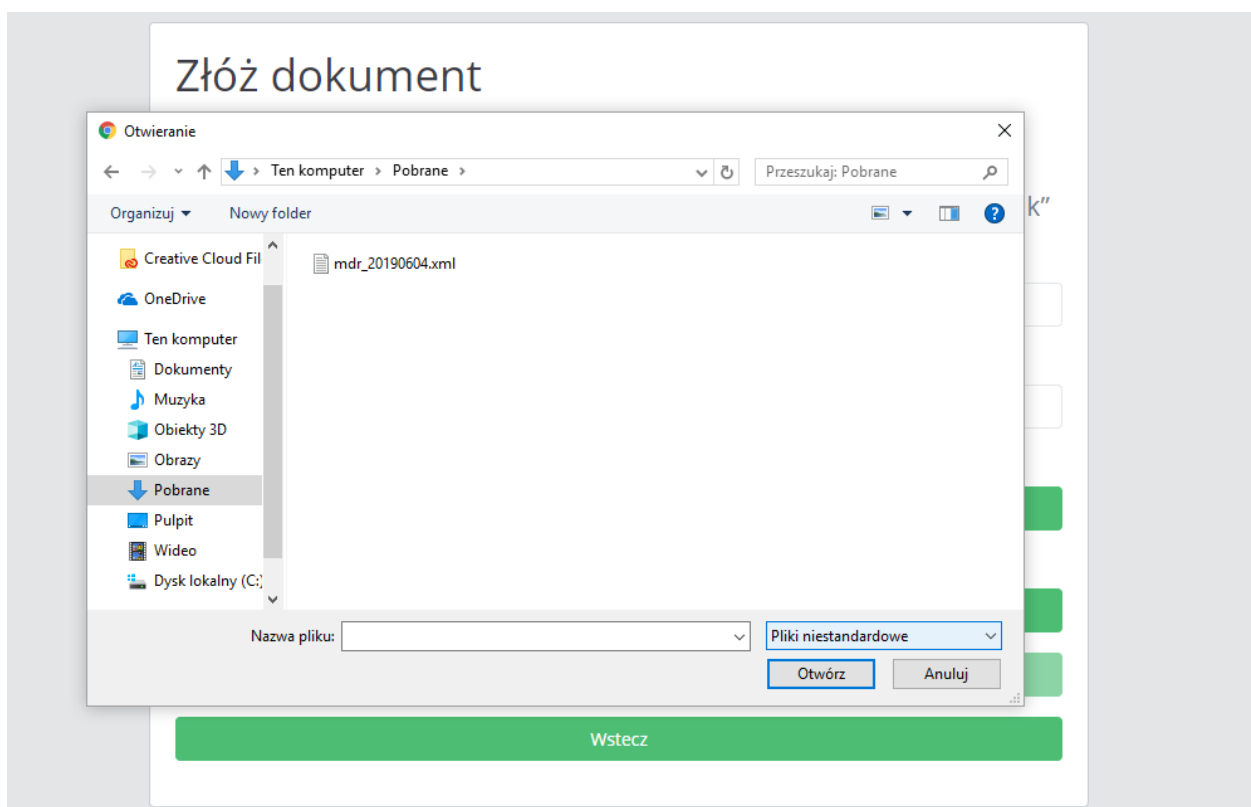 Złóż dokument
Otwieranie
Ten komputer > Pobrane >
Przeszukaj: Pobrane
Organizuj
Nowy folder
k”
Creative Cloud Fil
mdr_20190604.xml
OneDrive
Ten komputer
Dokumenty
Muzyka
Obiekty 3D
Obrazy
Pobrane
Pulpit
Wideo
Dysk lokalny (C:)
Nazwa pliku:
Pliki niestandardowe
Otwórz
Anuluj
Wstecz